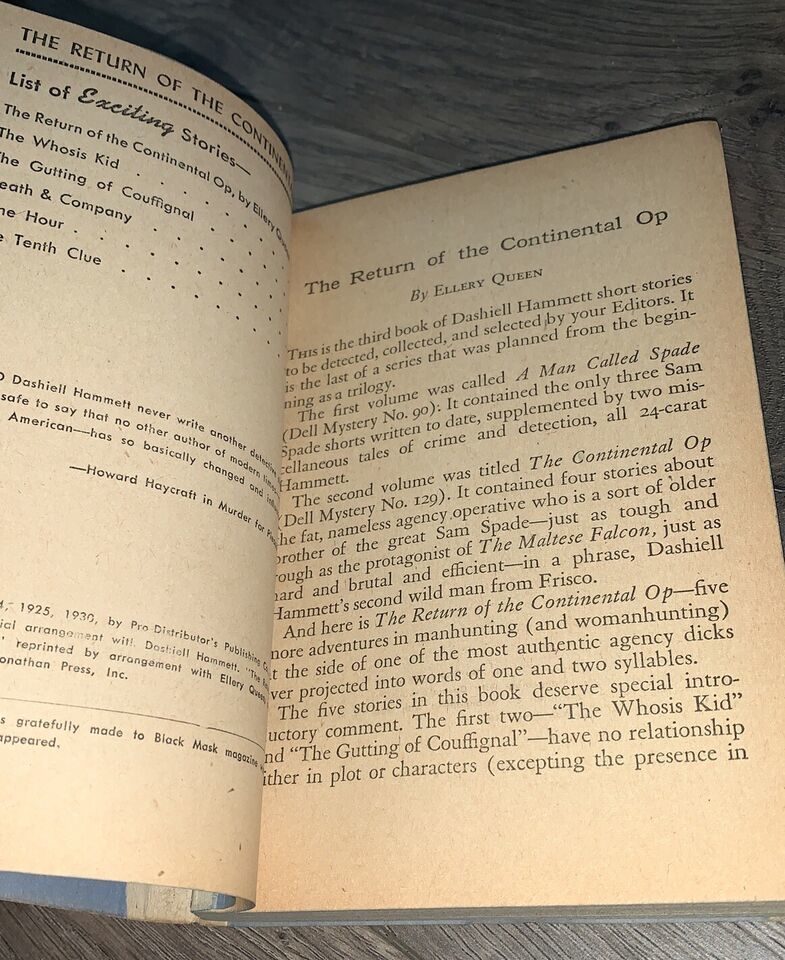 THE RETURN OF THE CONTINENTAL
List of Exciting Stories—
The Return of the Continental Op, by Ellery Queen
The Whosis Kid
The Gutting of Couffignal
eath & Company
ne Hour
e Tenth Clue
Dashiell Hammett never write another detective
safe to say that no other author of modern times
American—has so basically changed and
—Howard Haycraft in Murder for
1925, 1930, by Pro-Distributor's Publishing Co
cial arrangement with Dashiell Hammett. "The
reprinted by arrangement with Ellery Queen
onathan Press, Inc.
s gratefully made to Black Mask magazine
appeared.
The Return of the Continental Op
By ELLERY QUEEN
THIS is the third book of Dashiell Hammett short stories
to be detected, collected, and selected by your Editors. It
is the last of a series that was planned from the begin-
ning as a trilogy.
The first volume was called A Man Called Spade
(Dell Mystery No. 90). It contained the only three Sam
Spade shorts written to date, supplemented by two mis-
cellaneous tales of crime and detection, all 24-carat
Hammett.
The second volume was titled The Continental Op
(Dell Mystery No. 129). It contained four stories about
he fat, nameless agency operative who is a sort of older
brother of the great Sam Spade—just as tough and
ough as the protagonist of The Maltese Falcon, just as
hard and brutal and efficient—in a phrase, Dashiell
Hammett's second wild man from Frisco.
And here is The Return of the Continental Op—five
more adventures in manhunting (and womanhunting)
t the side of one of the most authentic agency dicks
ver projected into words of one and two syllables.
The five stories in this book deserve special intro-
uctory comment. The first two—"The Whosis Kid"
nd "The Gutting of Couffignal"—have no relationship
ither in plot or characters (excepting the presence in